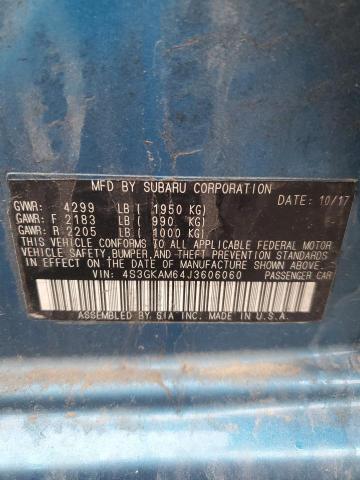 MFD BY SUBARU CORPORATION
DATE: 10/17
GVWR: 4299 LB ( 1950 KG)
GAWR: F 2183 LB ( 990 KG)
GAWR: R 2205 LB ( 1000 KG)
THIS VEHICLE CONFORMS TO ALL APPLICABLE FEDERAL MOTOR
VEHICLE SAFETY, BUMPER, AND THEFT PREVENTION STANDARDS
IN EFFECT ON THE DATE OF MANUFACTURE SHOWN ABOVE.
VIN: 4S3GKAM64J3606060 PASSENGER CAR
ASSEMBLED BY SIA INC. MADE IN U.S.A.